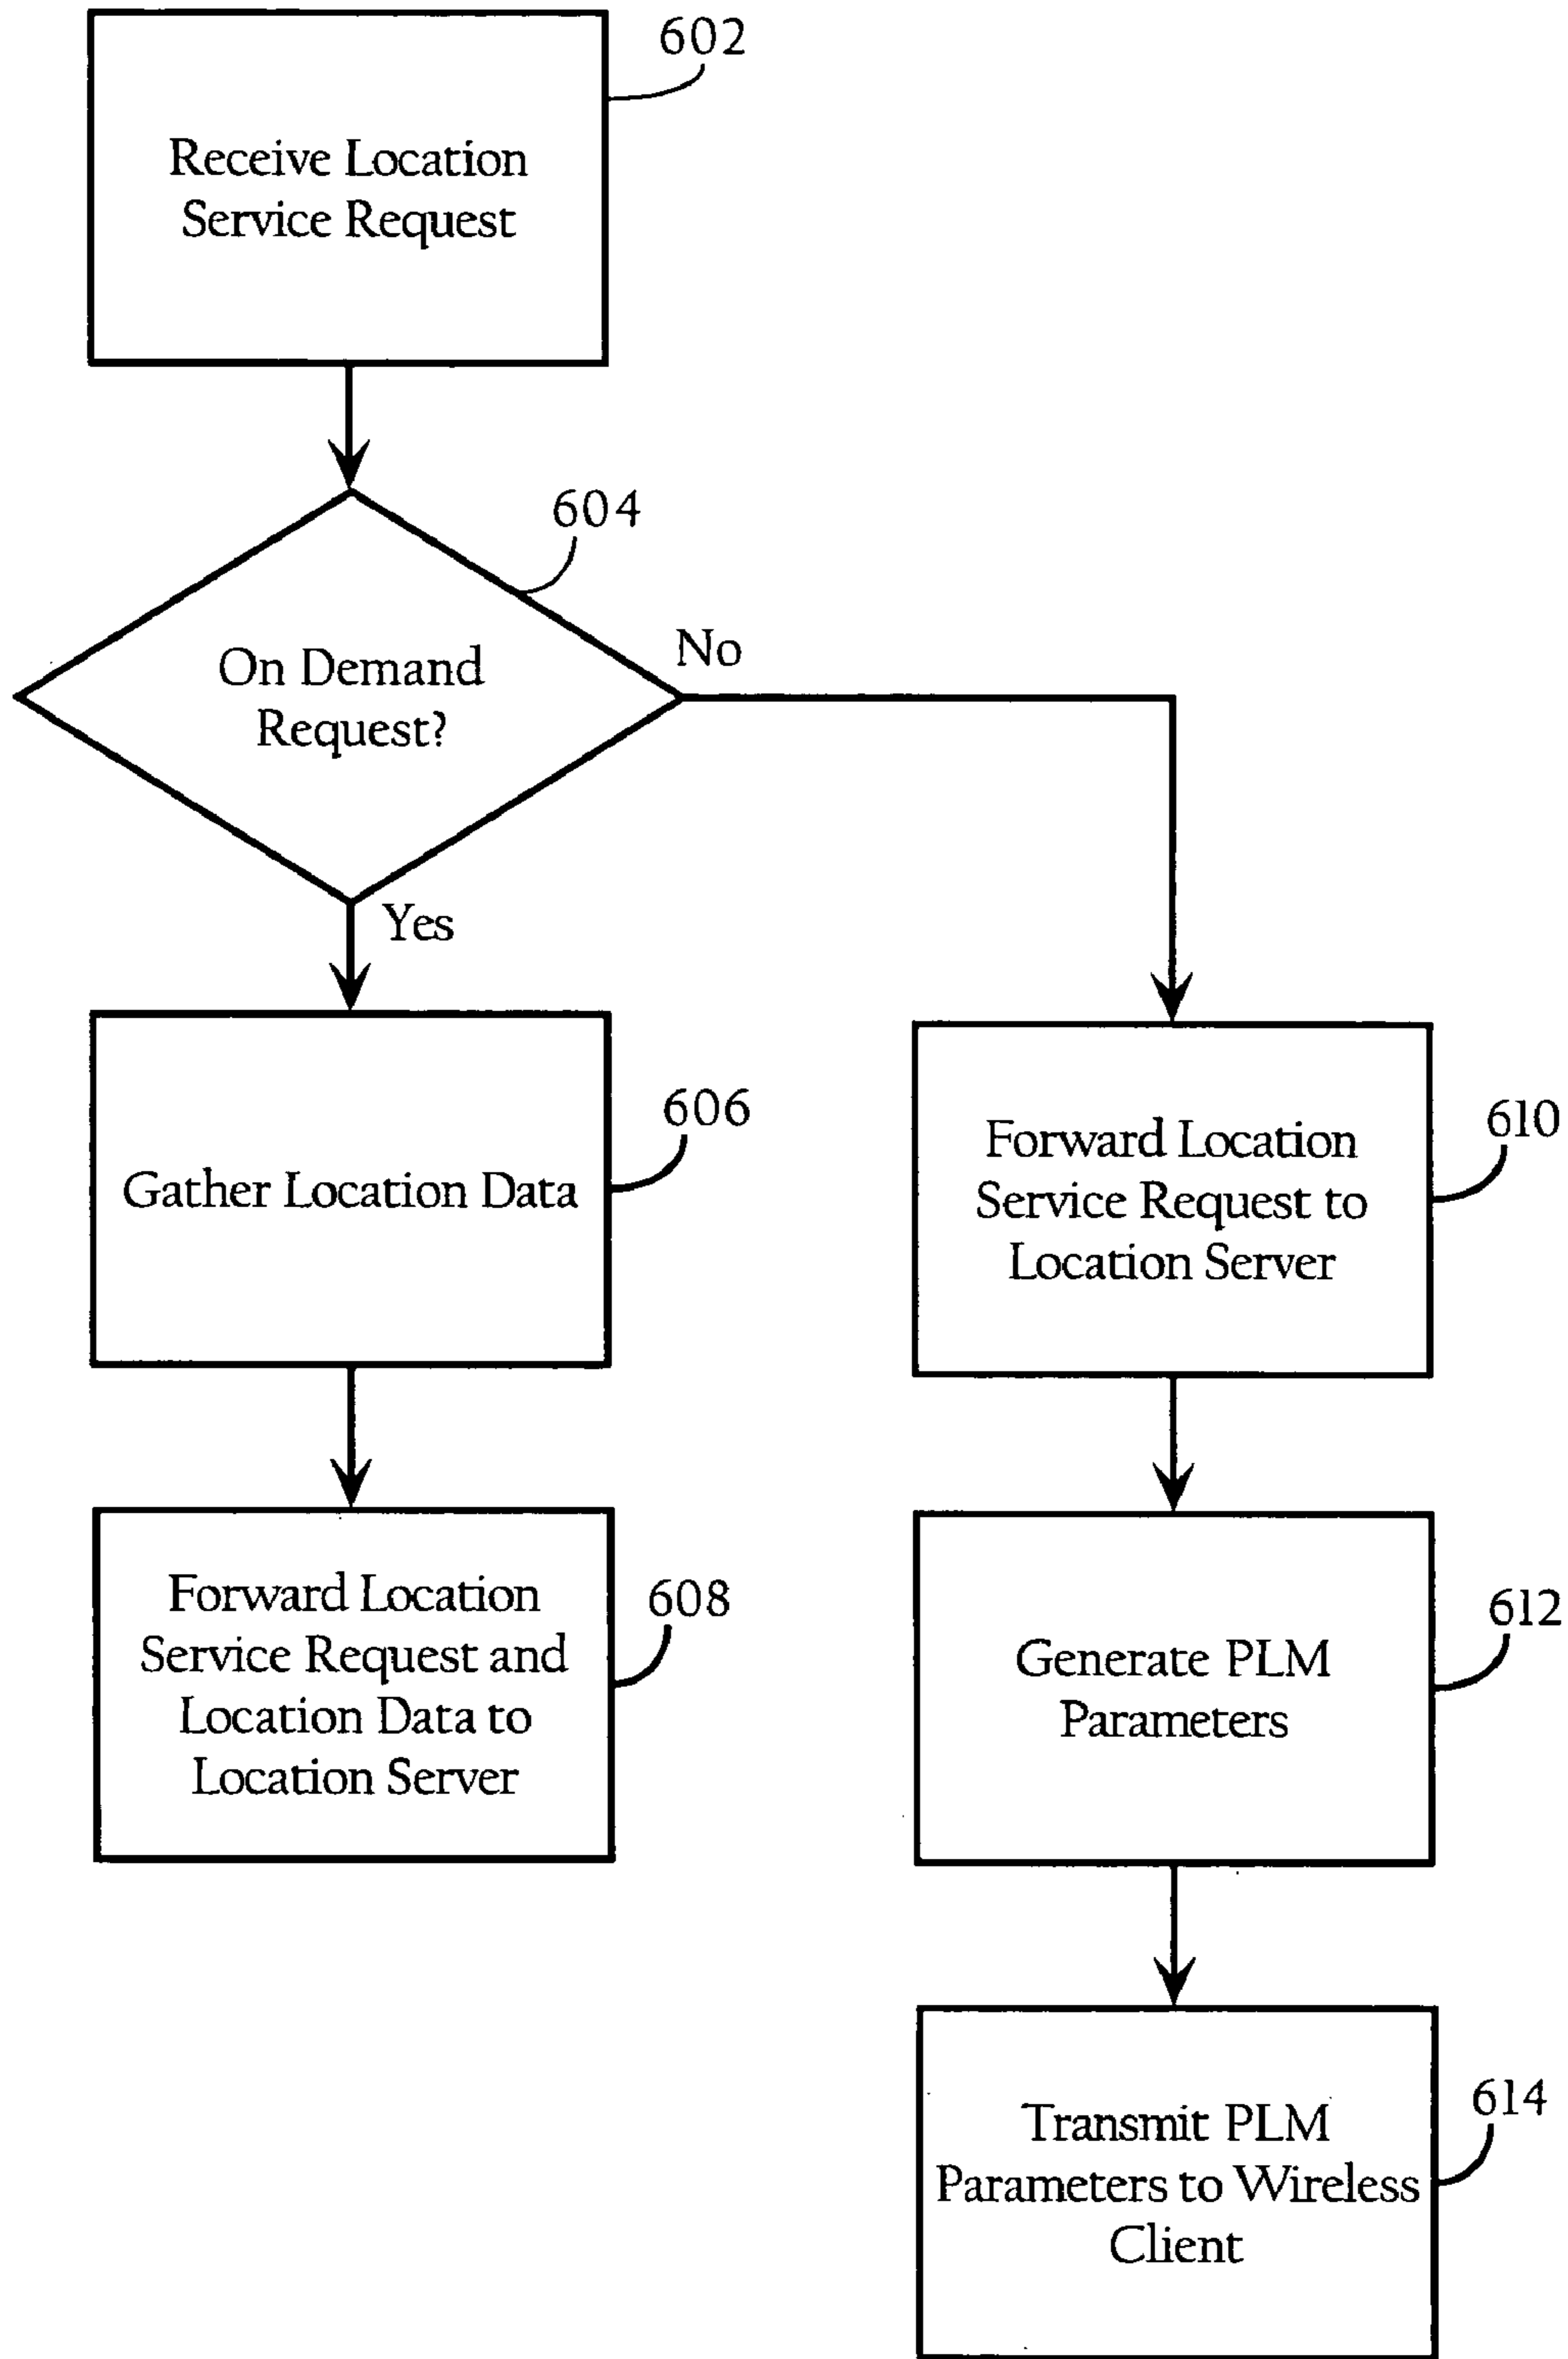 602
Receive Location
Service Request
604
On Demand
Request?
No
Yes
606
Gather Location Data
610
Forward Location
Service Request to
Location Server
608
Forward Location
Service Request and
Location Data to
Location Server
612
Generate PLM
Parameters
614
Transmit PLM
Parameters to Wireless
Client